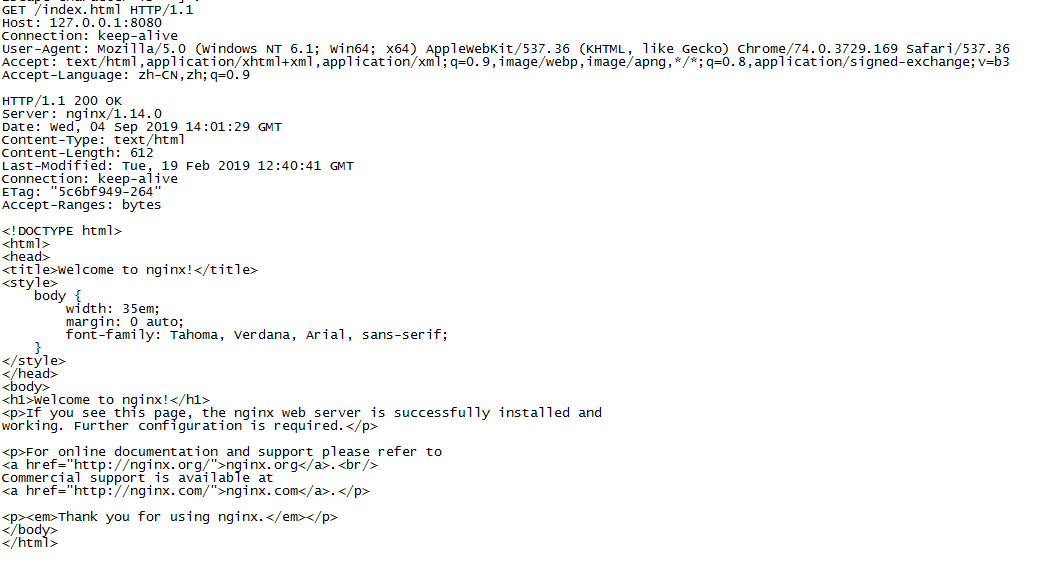 GET /index.html HTTP/1.1
Host: 127.0.0.1:8080
Connection: keep-alive
User-Agent: Mozilla/5.0 (Windows NT 6.1; Win64; x64) AppleWebKit/537.36 (KHTML, like Gecko) Chrome/74.0.3729.169 Safari/537.36
Accept: text/html,application/xhtml+xml,application/xml;q=0.9,image/webp,image/apng,*/*;q=0.8,application/signed-exchange;v=b3
Accept-Language: zh-CN,zh;q=0.9

HTTP/1.1 200 OK
Server: nginx/1.14.0
Date: Wed, 04 Sep 2019 14:01:29 GMT
Content-Type: text/html
Content-Length: 612
Last-Modified: Tue, 19 Feb 2019 12:40:41 GMT
Connection: keep-alive
ETag: "5c6bf949-264"
Accept-Ranges: bytes

<!DOCTYPE html>
<html>
<head>
<title>Welcome to nginx!</title>
<style>
    body {
        width: 35em;
        margin: 0 auto;
        font-family: Tahoma, Verdana, Arial, sans-serif;
    }
</style>
</head>
<body>
<h1>Welcome to nginx!</h1>
<p>If you see this page, the nginx web server is successfully installed and
working. Further configuration is required.</p>

<p>For online documentation and support please refer to
<a href="http://nginx.org/">nginx.org</a>.<br/>
Commercial support is available at
<a href="http://nginx.com/">nginx.com</a>.</p>

<p><em>Thank you for using nginx.</em></p>
</body>
</html>